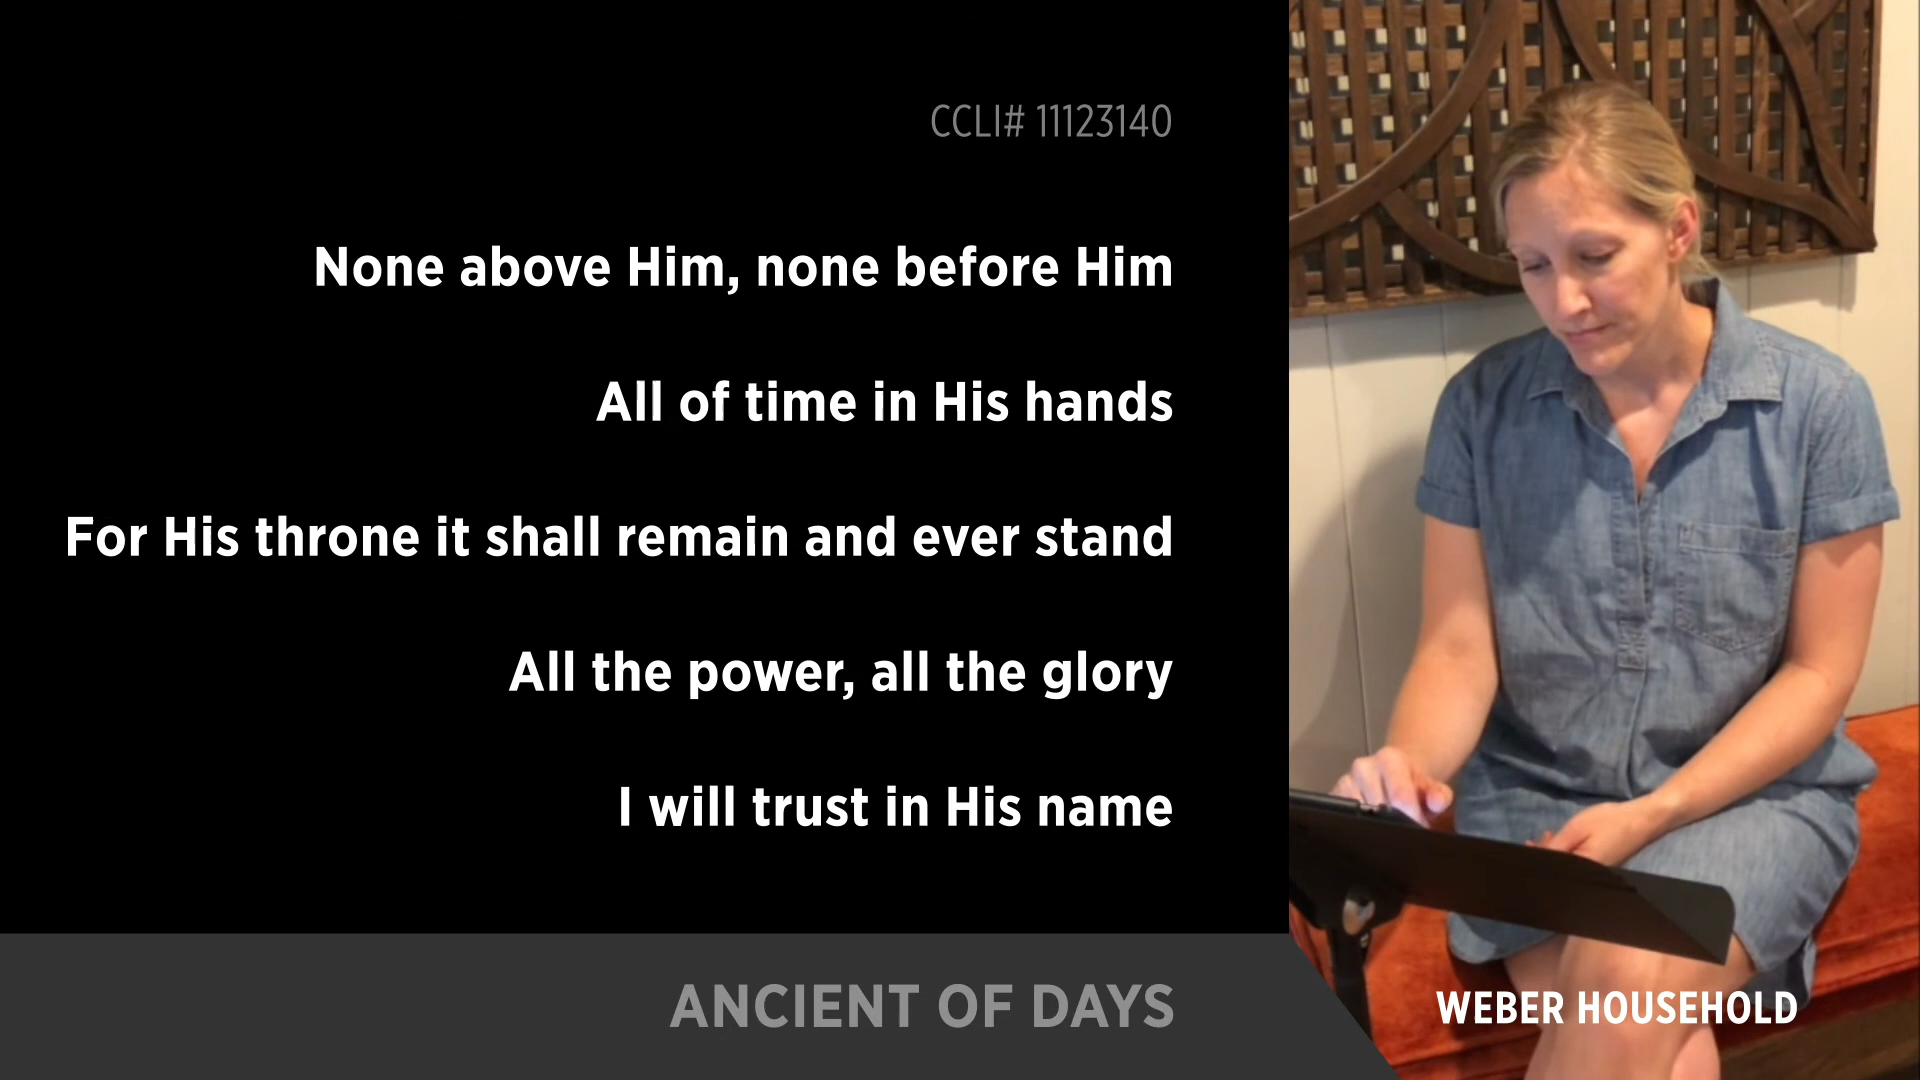 CCLI# 11123140
None above Him, none before Him
All of time in His hands
For His throne it shall remain and ever stand
All the power, all the glory
I will trust in His name
ANCIENT OF DAYS
WEBER HOUSEHOLD